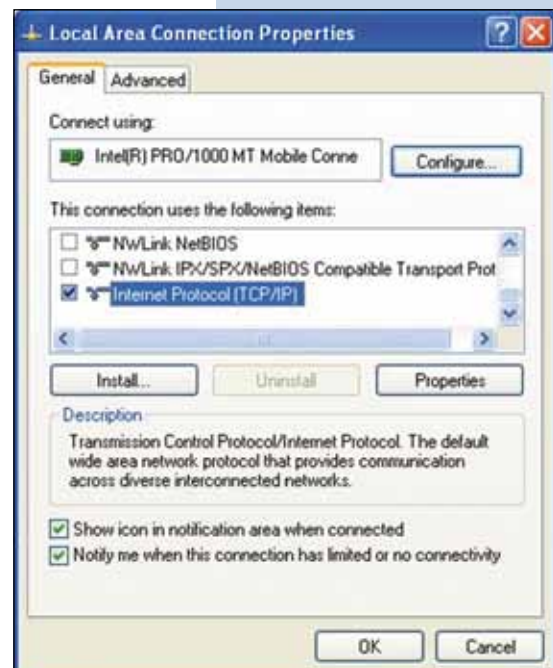 Local Area Connection Properties
General Advanced
Connect using:
Intel(R) PRO/1000 MT Mobile Conne
Configure...
This connection uses the following items:
NWLink NetBIOS
NWLink IPX/SPX/NetBIOS Compatible Transport Prot
Internet Protocol (TCP/IP)
Install... Uninstall Properties
Description
Transmission Control Protocol/Internet Protocol. The default
wide area network protocol that provides communication
across diverse interconnected networks.
Show icon in notification area when connected
Notify me when this connection has limited or no connectivity
OK Cancel